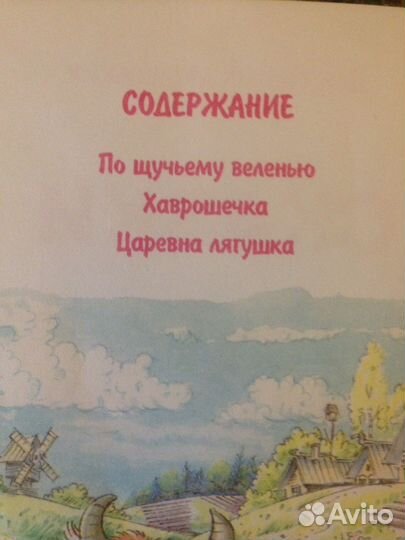 СОДЕРЖАНИЕ
По щучьему веленью
Хаврошечка
Царевна лягушка
Avito